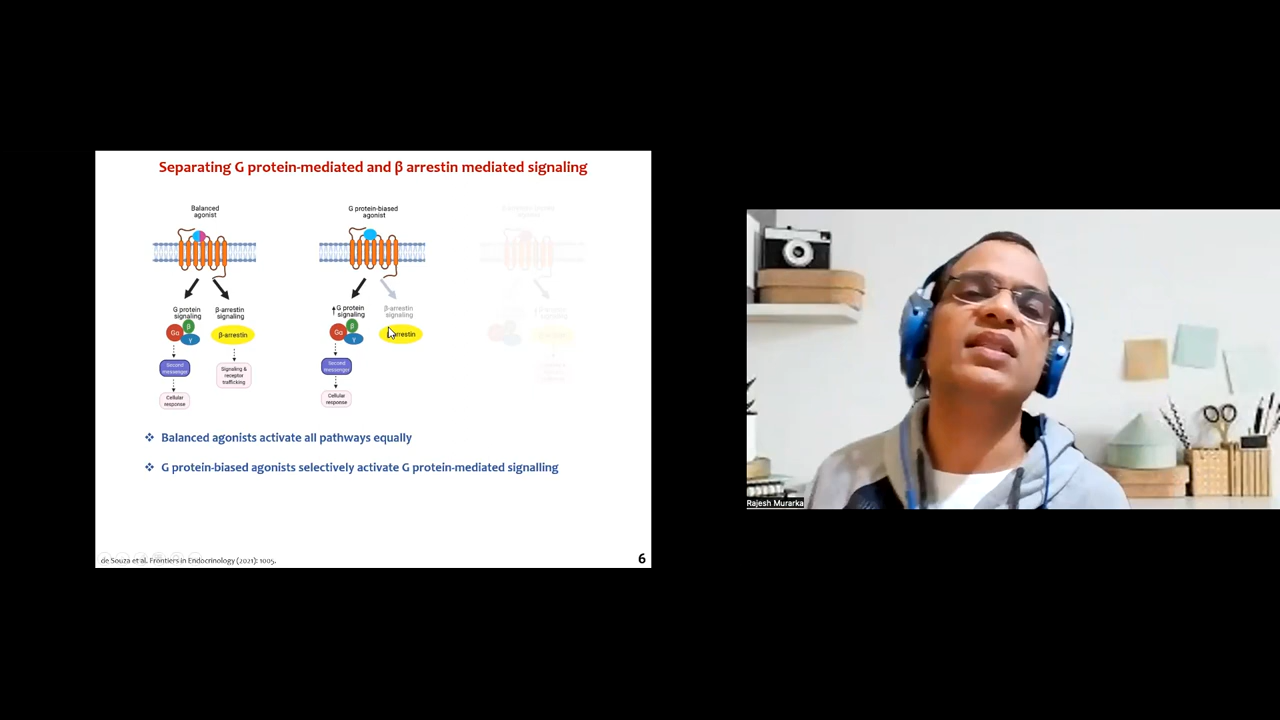 Separating G protein-mediated and β arrestin mediated signaling
Balanced
agonist
G protein
signaling
β-arrestin
signaling
Gα
β
γ
β-arrestin
Second
messenger
Signaling &
receptor
trafficking
Cellular
response
G protein-biased
agonist
G protein
signaling
β-arrestin
signaling
Gα
β
γ
Second
messenger
Cellular
response
❖ Balanced agonists activate all pathways equally
❖ G protein-biased agonists selectively activate G protein-mediated signalling
de Souza et al. Frontiers in Endocrinology (2021): 1005.
6
Rajesh Murarka